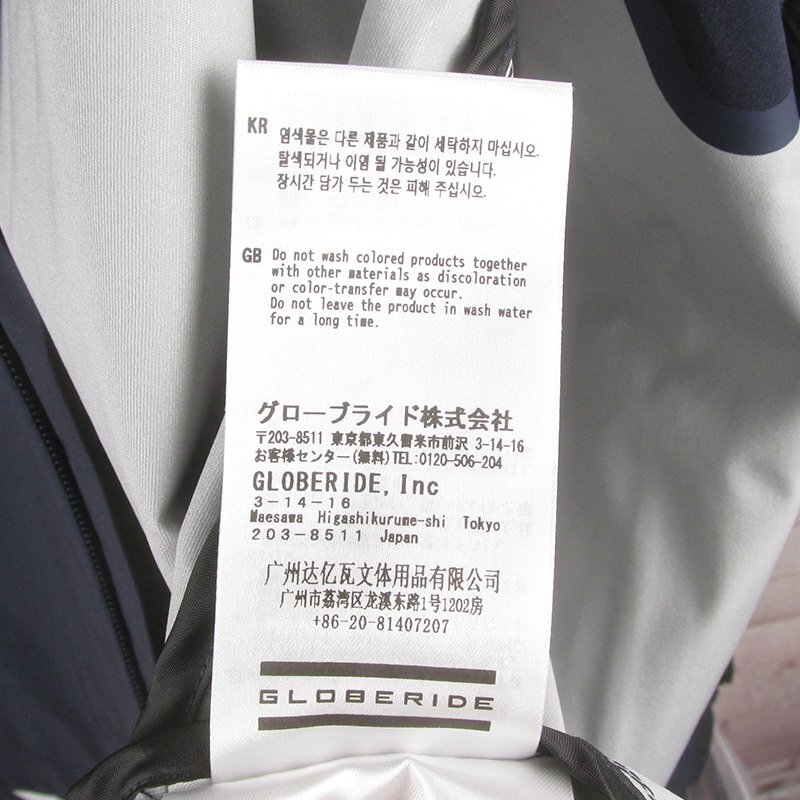 KR 염색물은 다른 제품과 같이 세탁하지 마십시오.
탈색되거나 이염 될 가능성이 있습니다.
장시간 담가 두는 것은 피해 주십시오.
GB Do not wash colored products together
with other materials as discoloration
or color-transfer may occur.
Do not leave the product in wash water
for a long time.
グローブライド株式会社
〒203-8511 東京都東久留米市前沢 3-14-16
お客様センター(無料)TEL:0120-506-204
GLOBERIDE, Inc
3-14-16
Maesawa Higashikurume-shi Tokyo
203-8511 Japan
广州达亿瓦文体用品有限公司
广州市荔湾区龙溪东路1号1202房
+86-20-81407207
GLOBERIDE